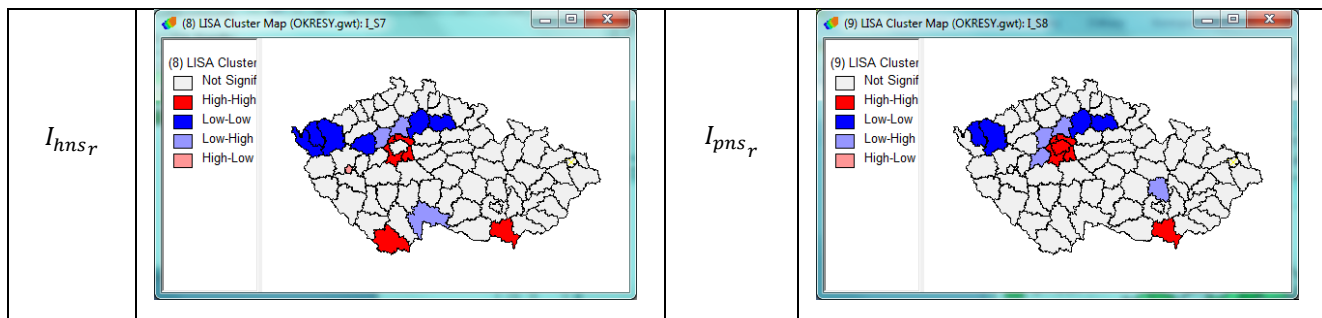 I_hns_r
(8) LISA Cluster Map (OKRESY.gwt): I_S7
(8) LISA Cluster
Not Signif
High-High
Low-Low
Low-High
High-Low
I_pns_r
(9) LISA Cluster Map (OKRESY.gwt): I_S8
(9) LISA Cluster
Not Signif
High-High
Low-Low
Low-High
High-Low